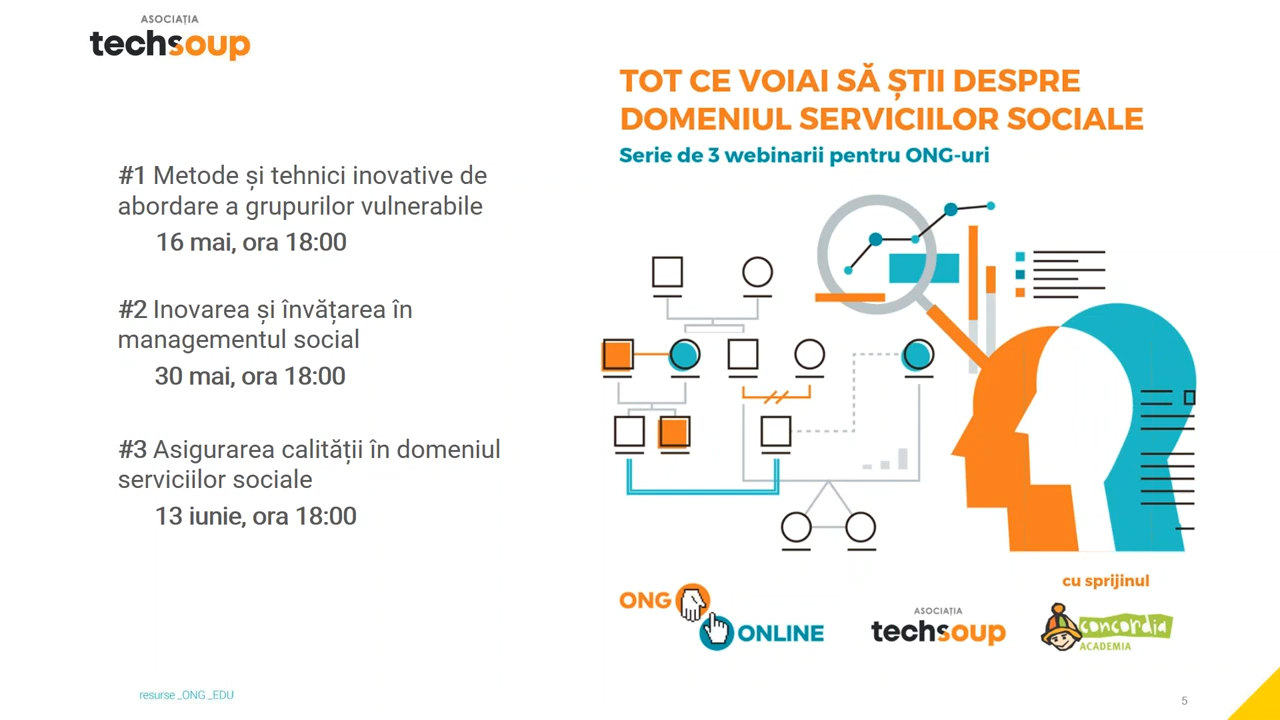 ASOCIAȚIA
techsoup
TOT CE VOIAI SĂ ȘTII DESPRE
DOMENIUL SERVICIILOR SOCIALE
Serie de 3 webinarii pentru ONG-uri
#1 Metode și tehnici inovative de
abordare a grupurilor vulnerabile
16 mai, ora 18:00
#2 Inovarea și învățarea în
managementul social
30 mai, ora 18:00
#3 Asigurarea calității în domeniul
serviciilor sociale
13 iunie, ora 18:00
cu sprijinul
ONG
ONLINE
ASOCIAȚIA
techsoup
concordia
ACADEMIA
resurse_ONG_EDU
5